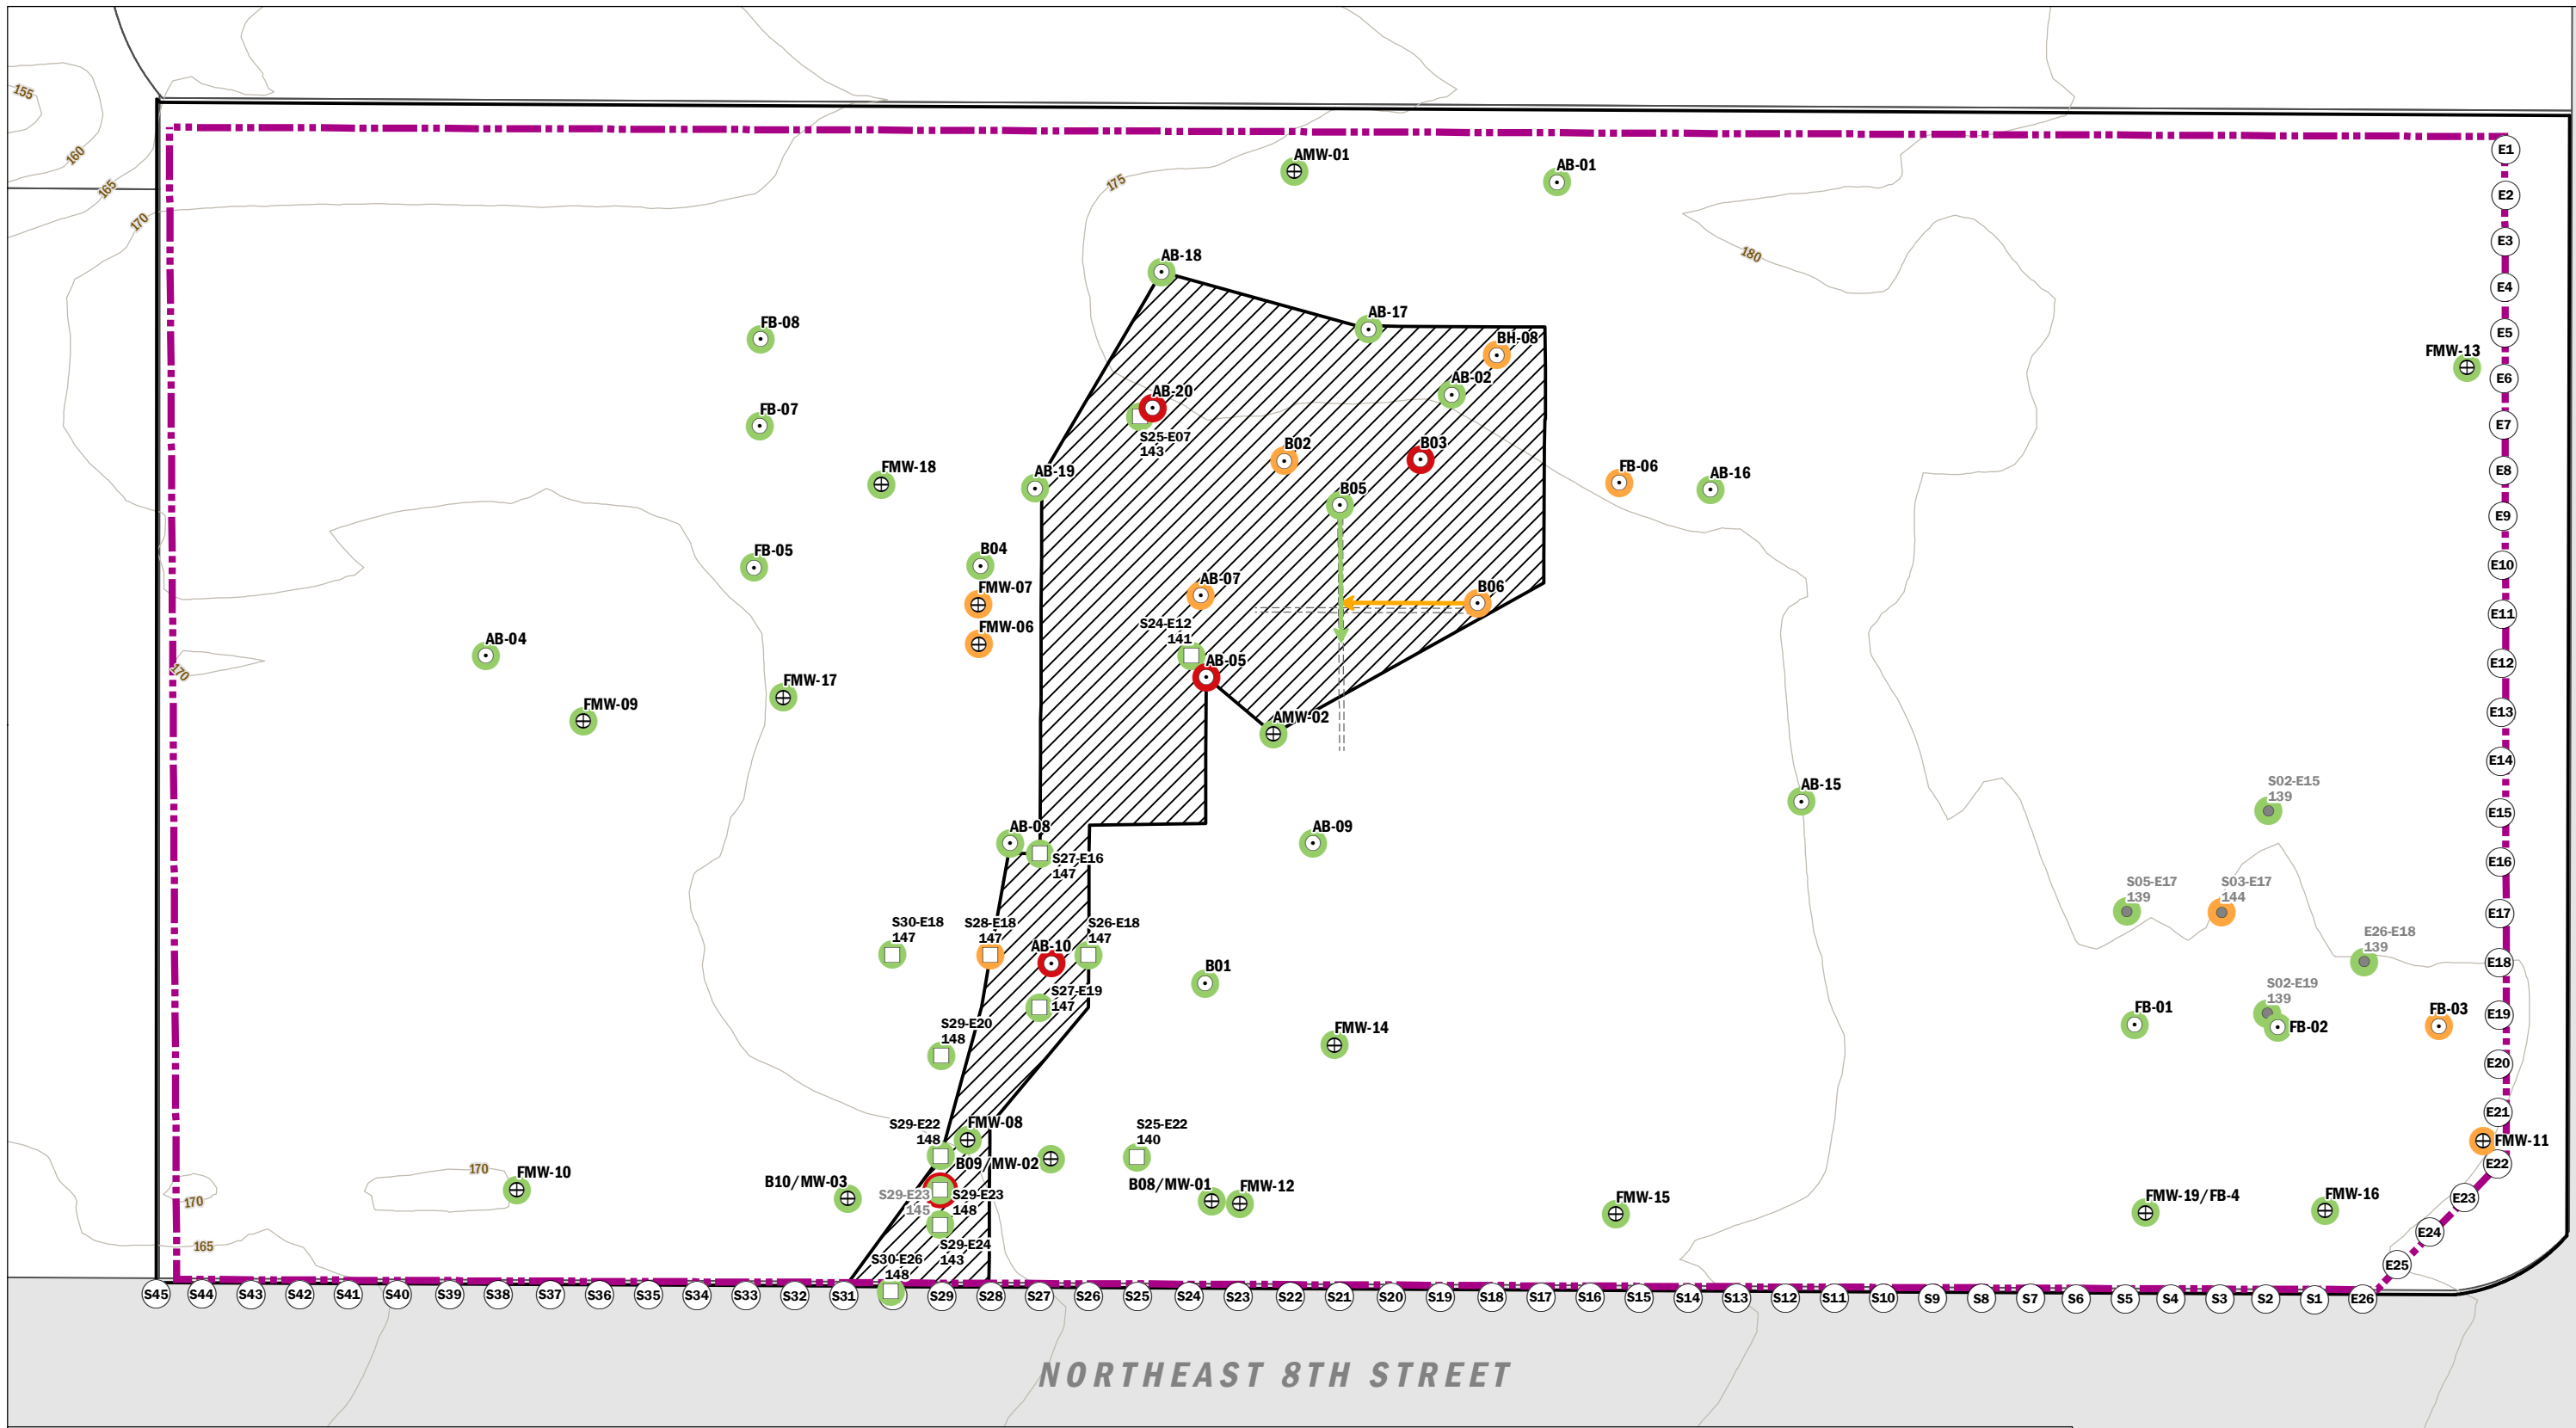 155
160
165
170
175
180
AMW-01
AB-01
E1
E2
E3
E4
E5
E6
E7
E8
E9
E10
E11
E12
E13
E14
E15
E16
E17
E18
E19
E20
E21
E22
E23
E24
E25
AB-18
AB-17
FB-08
BH-08
FMW-13
AB-02
AB-20
FB-07
S25-E07
143
B02
B03
FMW-18
AB-19
FB-06
AB-16
B05
FB-05
B04
AB-07
FMW-07
B06
FMW-06
S24-E12
141
AB-04
AB-05
170
FMW-17
FMW-09
AMW-02
AB-15
S02-E15
139
AB-08
AB-09
S27-E16
147
S05-E17
139
S03-E17
144
S30-E18
147
S28-E18
147
S26-E18
147
AB-10
E26-E18
139
B01
S27-E19
147
S02-E19
139
FB-01
FB-02
FB-03
S29-E20
148
FMW-14
S29-E22
148
FMW-08
S25-E22
140
FMW-11
B09/MW-02
170
FMW-10
B10/MW-03
B08/MW-01
FMW-12
S29-E23
145
S29-E23
148
FMW-15
FMW-19/FB-4
FMW-16
170
165
S29-E24
143
S30-E26
148
S45
S44
S43
S42
S41
S40
S39
S38
S37
S36
S35
S34
S33
S32
S31
S29
S28
S27
S26
S25
S24
S23
S22
S21
S20
S19
S18
S17
S16
S15
S14
S13
S12
S11
S10
S9
S8
S7
S6
S5
S4
S3
S2
S1
E26
NORTHEAST 8TH STREET